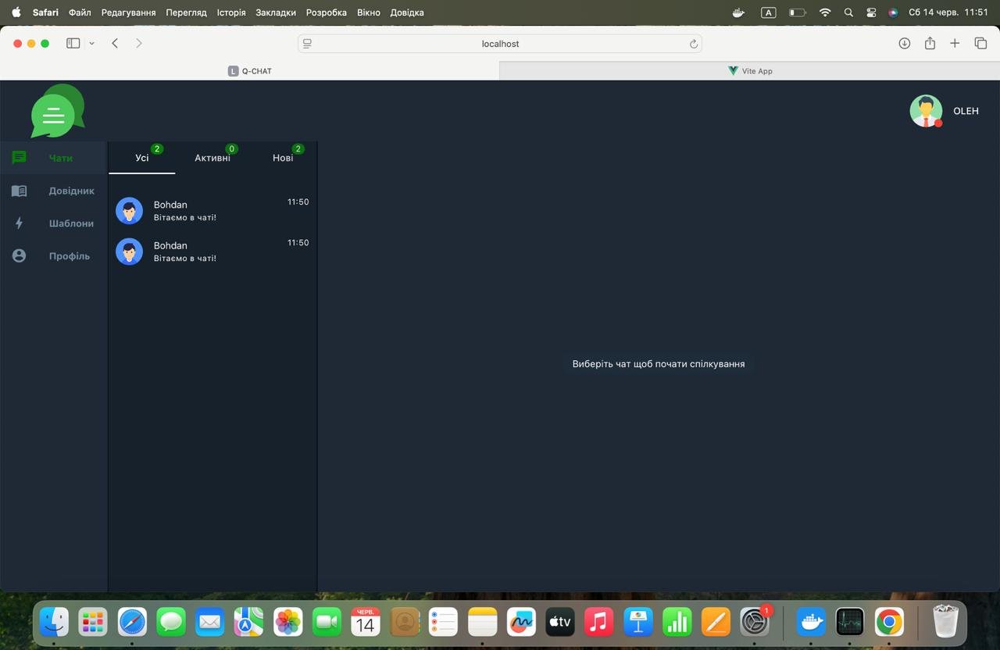 Safari Файл Редагування Перегляд Історія Закладки Розробка Вікно Довідка A Сб 14 черв. 11:51
localhost
L Q-CHAT Vite App
OLEH
Чати
Довідник
Шаблони
Профіль
Усі 2 Активні 0 Нові 2
Bohdan 11:50
Вітаємо в чаті!
Bohdan 11:50
Вітаємо в чаті!
Виберіть чат щоб почати спілкування
ЧЕРВ.
14
tv
1